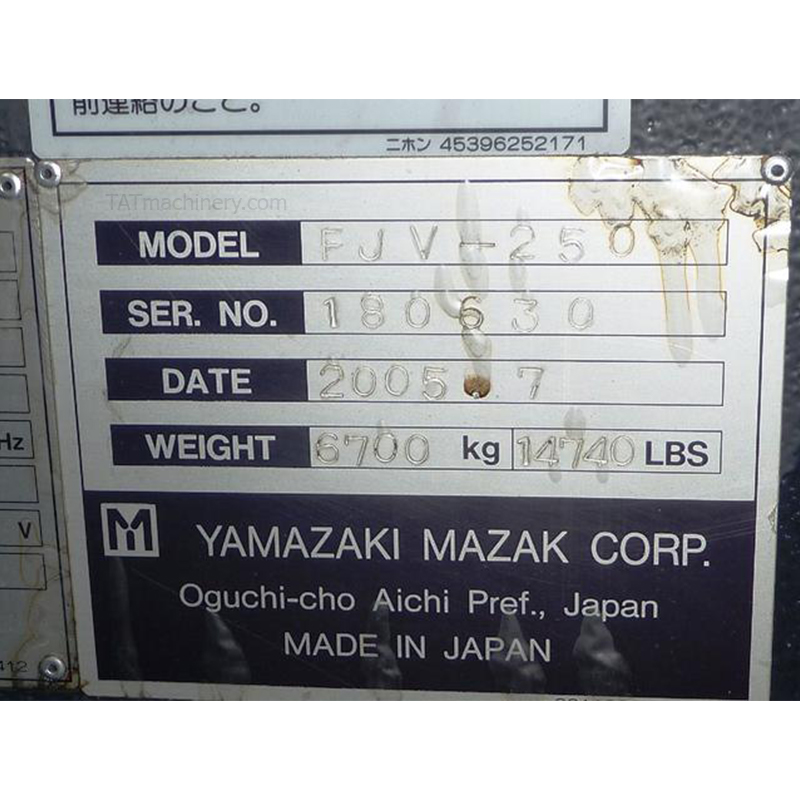 前連絡のこと。
ニホン 45396252171
TATmachinery.com
MODEL FJV-250
SER. NO. 180630
DATE 2005.7
WEIGHT 6700 kg 14740 LBS
Hz
V
412
YAMAZAKI MAZAK CORP.
Oguchi-cho Aichi Pref., Japan
MADE IN JAPAN